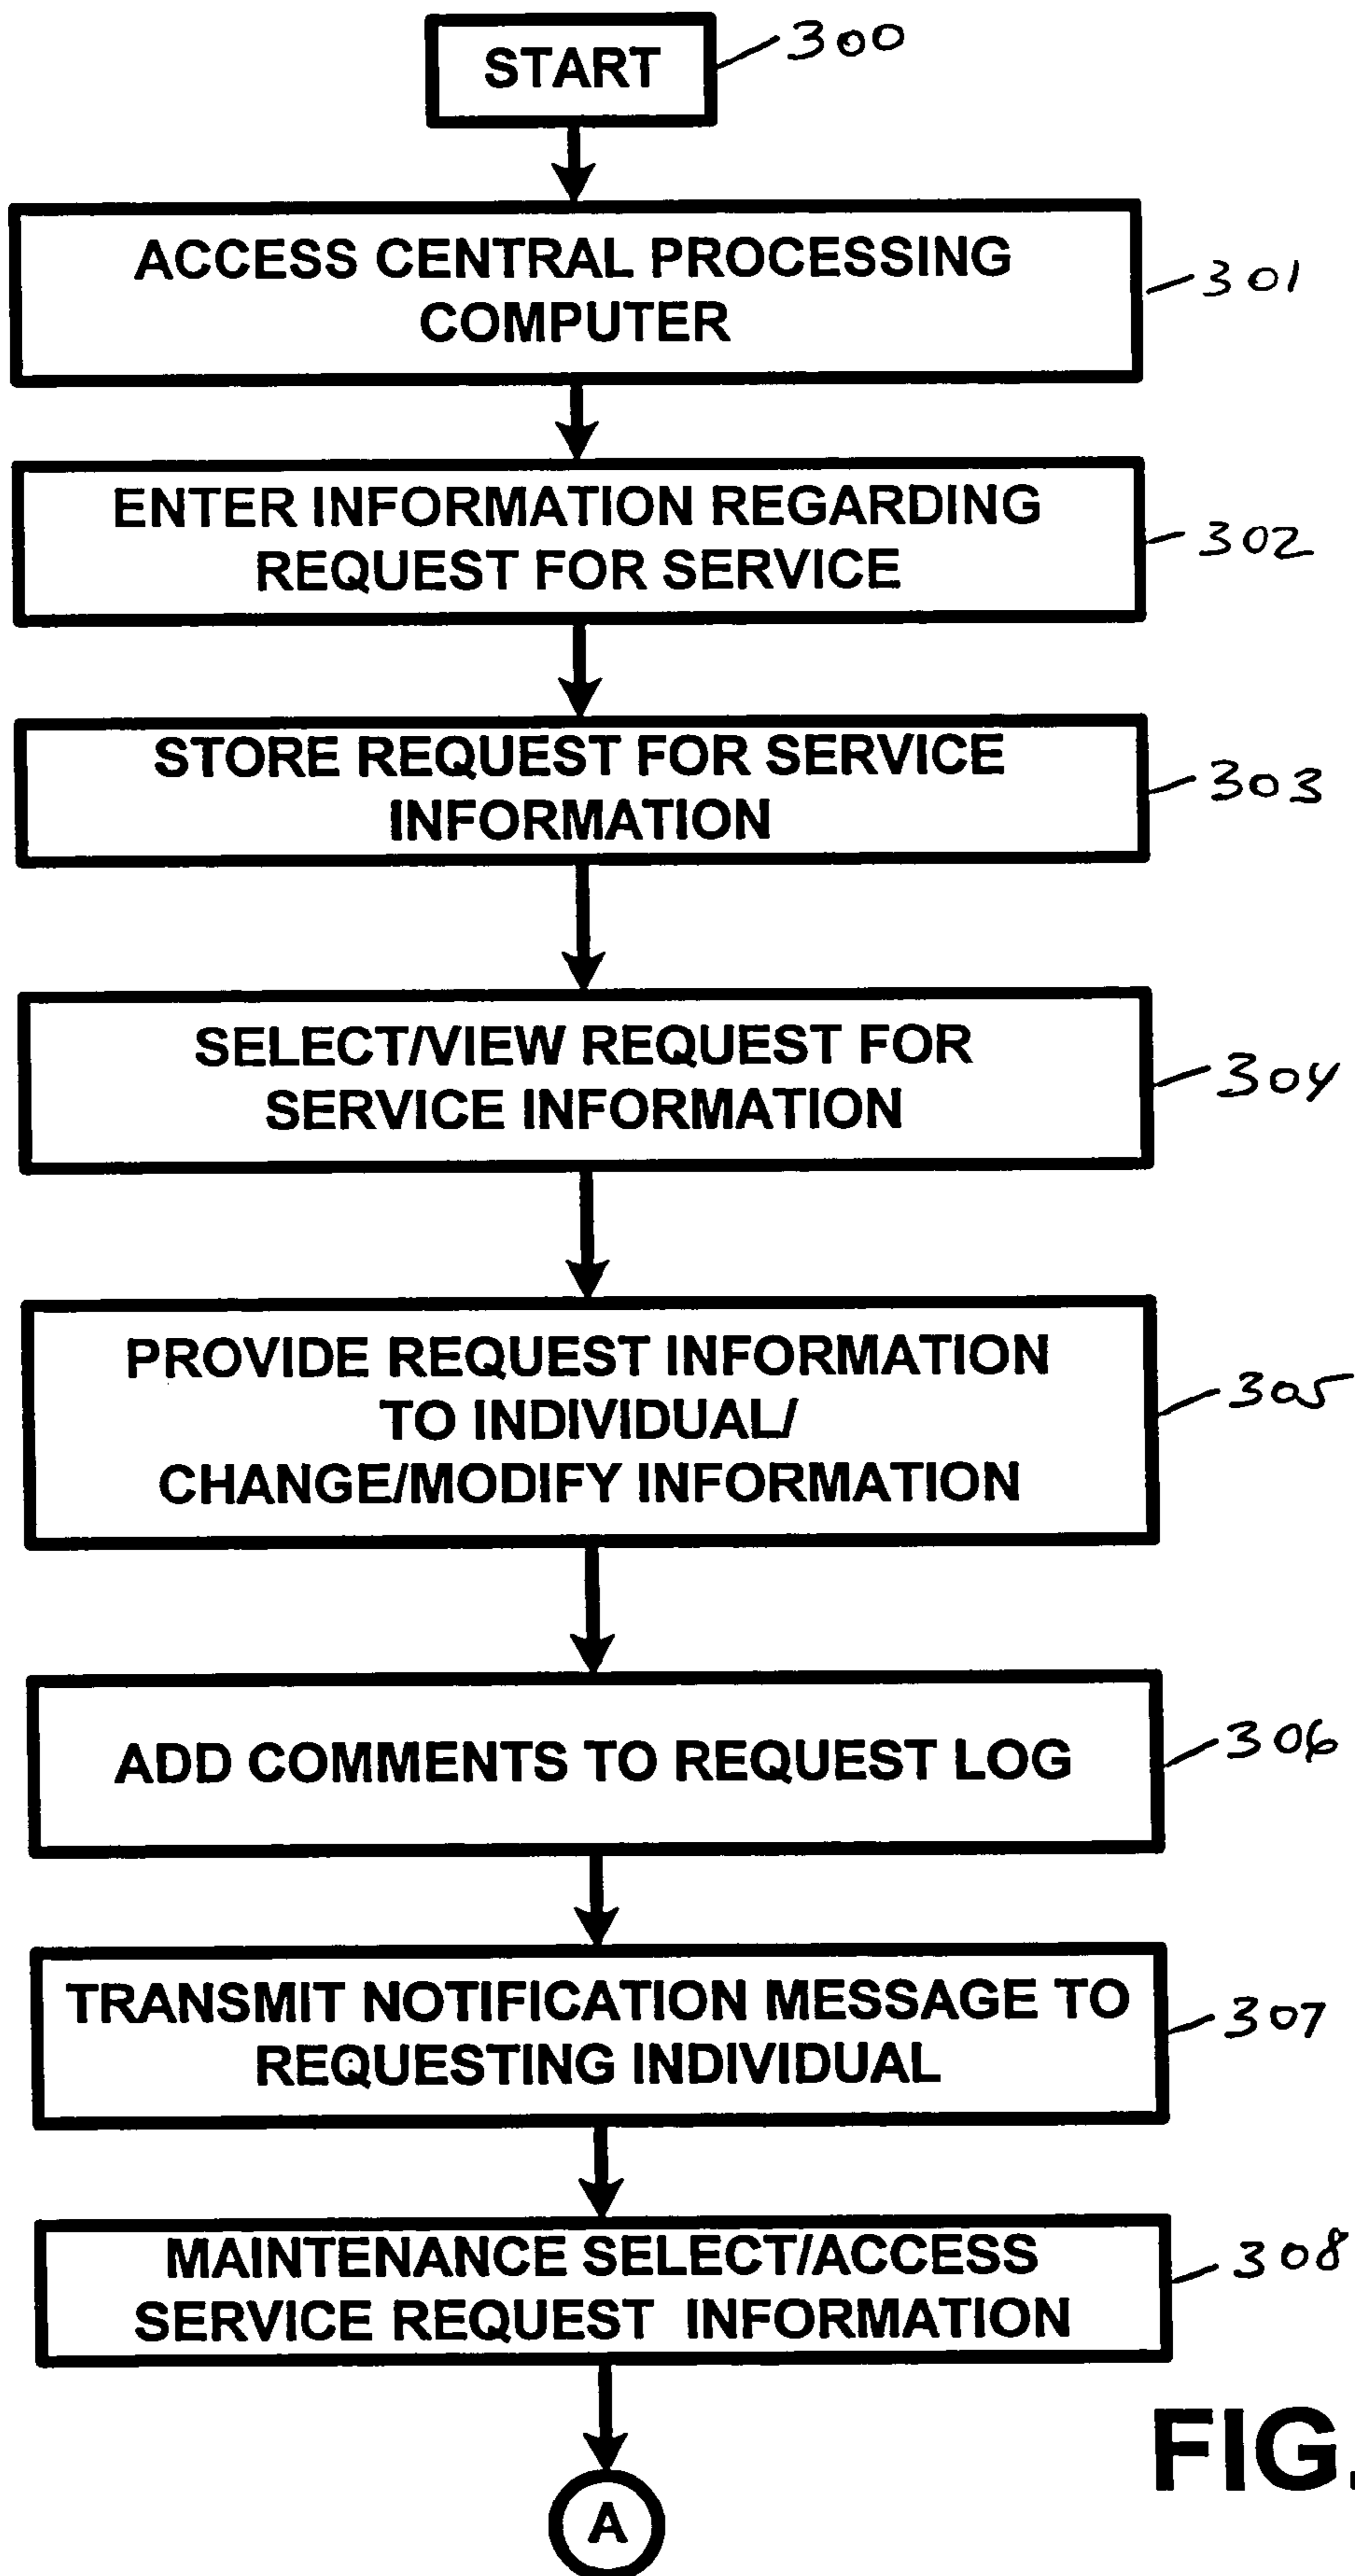 START
300
ACCESS CENTRAL PROCESSING
COMPUTER
301
ENTER INFORMATION REGARDING
REQUEST FOR SERVICE
302
STORE REQUEST FOR SERVICE
INFORMATION
303
SELECT/VIEW REQUEST FOR
SERVICE INFORMATION
304
PROVIDE REQUEST INFORMATION
TO INDIVIDUAL/
CHANGE/MODIFY INFORMATION
305
ADD COMMENTS TO REQUEST LOG
306
TRANSMIT NOTIFICATION MESSAGE TO
REQUESTING INDIVIDUAL
307
MAINTENANCE SELECT/ACCESS
SERVICE REQUEST INFORMATION
308
A
FIG.